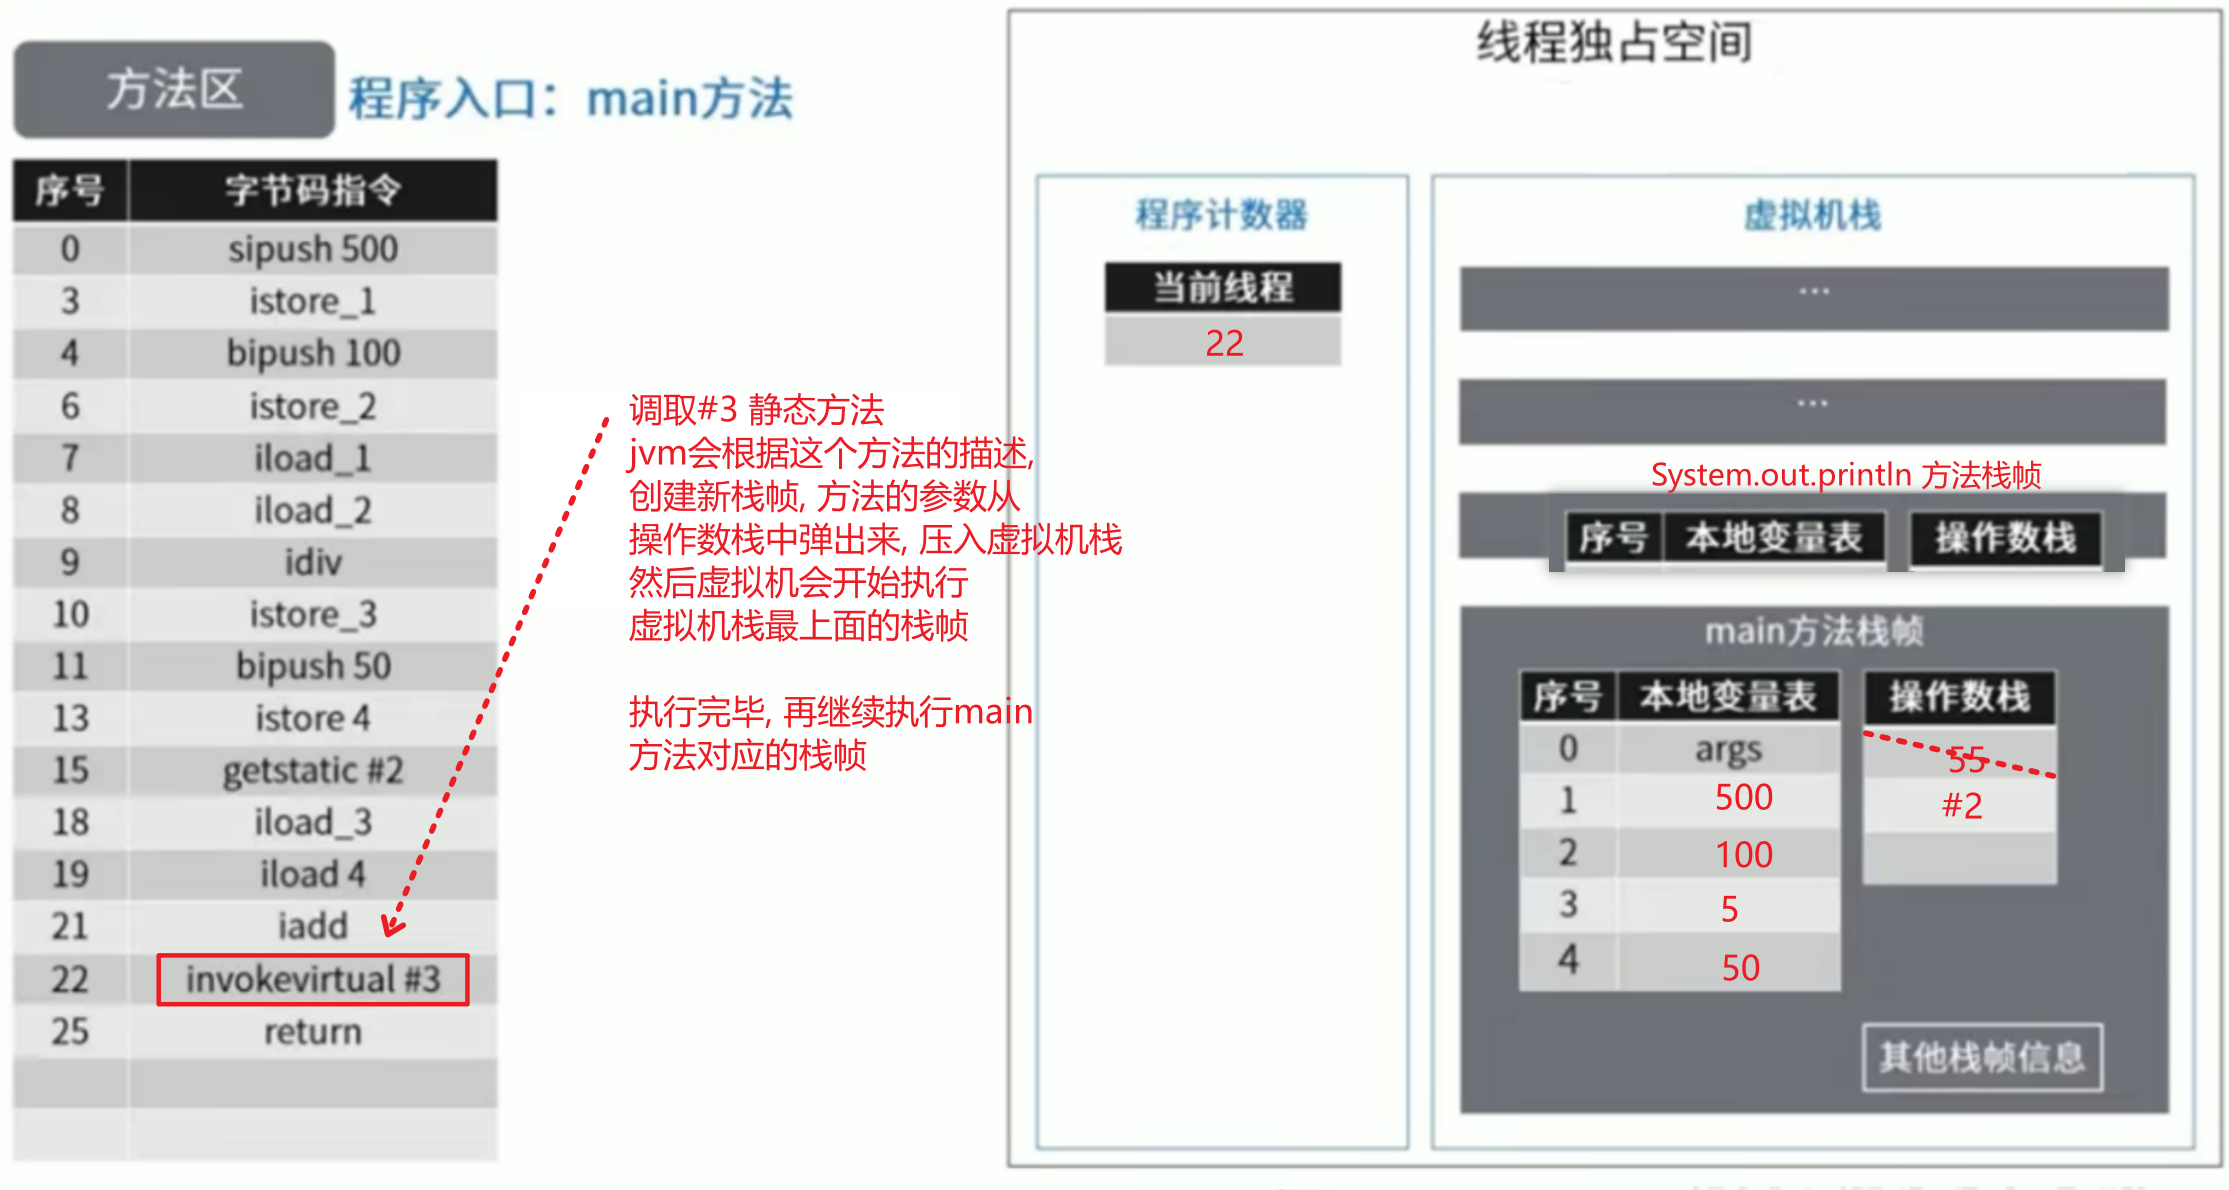 方法区
程序入口：main方法
序号 字节码指令
0 sipush 500
3 istore_1
4 bipush 100
6 istore_2
7 iload_1
8 iload_2
9 idiv
10 istore_3
11 bipush 50
13 istore 4
15 getstatic #2
18 iload_3
19 iload 4
21 iadd
22 invokevirtual #3
25 return
调取#3 静态方法
jvm会根据这个方法的描述,
创建新栈帧, 方法的参数从
操作数栈中弹出来, 压入虚拟机栈
然后虚拟机会开始执行
虚拟机栈最上面的栈帧
执行完毕, 再继续执行main
方法对应的栈帧
线程独占空间
程序计数器
当前线程
22
虚拟机栈
...
...
System.out.println 方法栈帧
序号 本地变量表 操作数栈
main方法栈帧
序号 本地变量表 操作数栈
0 args 55
1 500 #2
2 100
3 5
4 50
其他栈帧信息